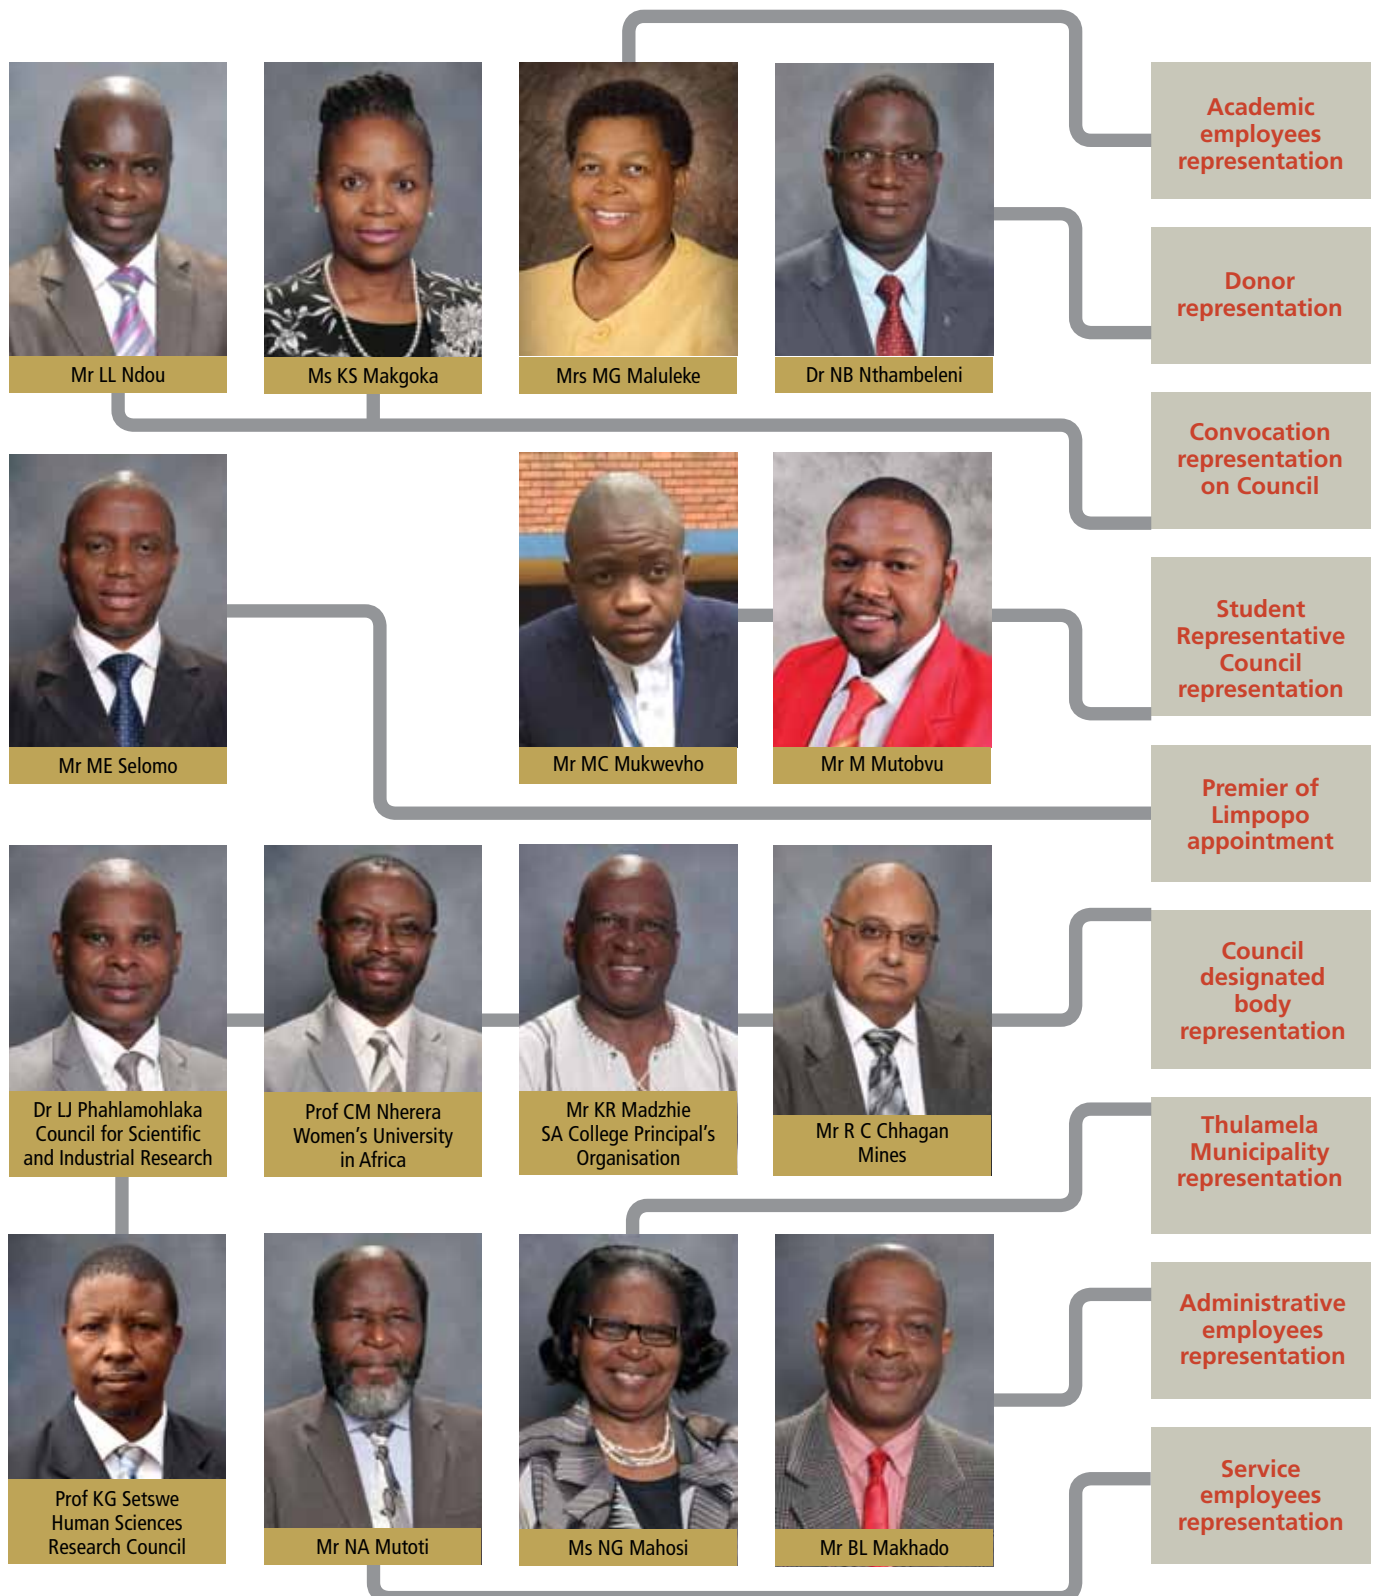 Academic
employees
representation
Donor
representation
Mr LL Ndou
Ms KS Makgoka
Mrs MG Maluleke
Dr NB Nthambeleni
Convocation
representation
on Council
Student
Representative
Council
representation
Mr ME Selomo
Mr MC Mukwevho
Mr M Mutobvu
Premier of
Limpopo
appointment
Council
designated
body
representation
Dr LJ Phahlamohlaka
Council for Scientific
and Industrial Research
Prof CM Nherera
Women's University
in Africa
Mr KR Madzhie
SA College Principal's
Organisation
Mr R C Chhagan
Mines
Thulamela
Municipality
representation
Administrative
employees
representation
Service
employees
representation
Prof KG Setswe
Human Sciences
Research Council
Mr NA Mutoti
Ms NG Mahosi
Mr BL Makhado